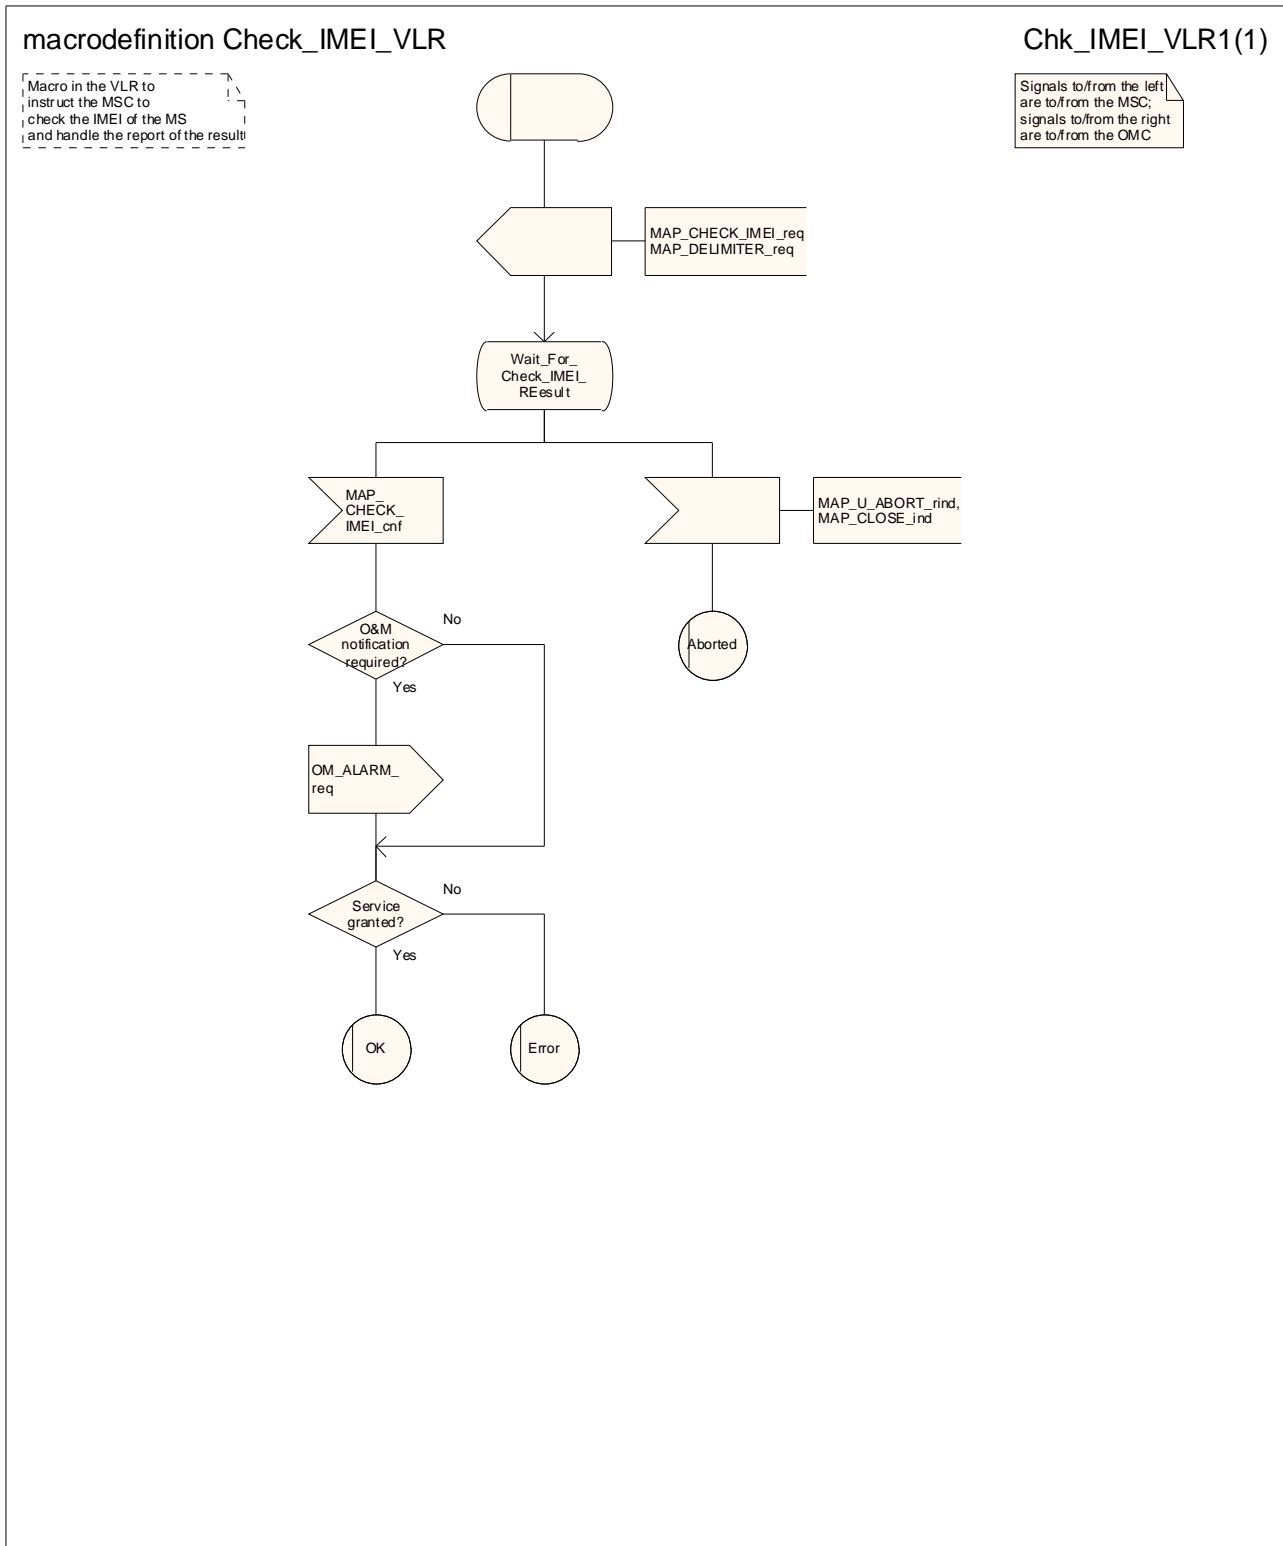 macrodefinition Check_IMEI_VLR
Chk_IMEI_VLR1(1)
Macro in the VLR to
instruct the MSC to
check the IMEI of the MS
and handle the report of the result
Signals to/from the left
are to/from the MSC;
signals to/from the right
are to/from the OMC
MAP_CHECK_IMEI_req
MAP_DELIMITER_req
Wait_For_
Check_IMEI_
REesult
MAP_
CHECK_
IMEI_cnf
MAP_U_ABORT_rind,
MAP_CLOSE_ind
O&M
notification
required?
No
Yes
Aborted
OM_ALARM_
req
Service
granted?
No
Yes
OK
Error